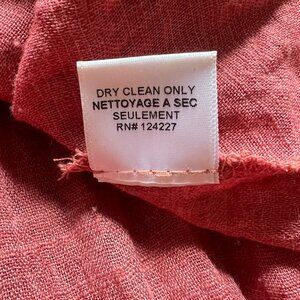 DRY CLEAN ONLY
NETTOYAGE A SEC
SEULEMENT
RN# 124227